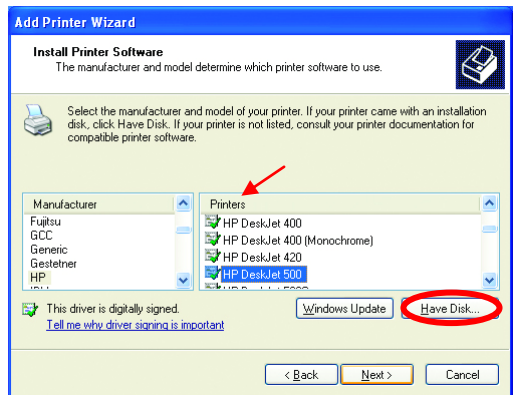 Add Printer Wizard
Install Printer Software
The manufacturer and model determine which printer software to use.
Select the manufacturer and model of your printer. If your printer came with an installation
disk, click Have Disk. If your printer is not listed, consult your printer documentation for
compatible printer software.
Manufacturer
Fujitsu
GCC
Generic
Gestetner
HP
Printers
HP DeskJet 400
HP DeskJet 400 (Monochrome)
HP DeskJet 420
HP DeskJet 500
This driver is digitally signed.
Tell me why driver signing is important
Windows Update
Have Disk...
< Back
Next >
Cancel